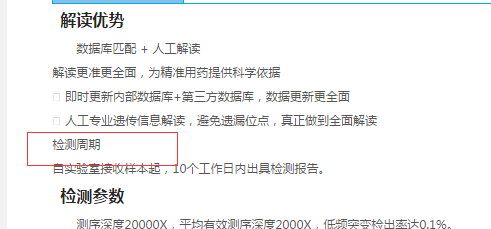 解读优势
数据库匹配 + 人工解读
解读更准更全面，为精准用药提供科学依据
即时更新内部数据库+第三方数据库，数据更新更全面
人工专业遗传信息解读，避免遗漏位点，真正做到全面解读
检测周期
自实验室接收样本起，10个工作日内出具检测报告。
检测参数
测序深度20000X，平均有效测序深度2000X，低频突变检出率达0.1%。